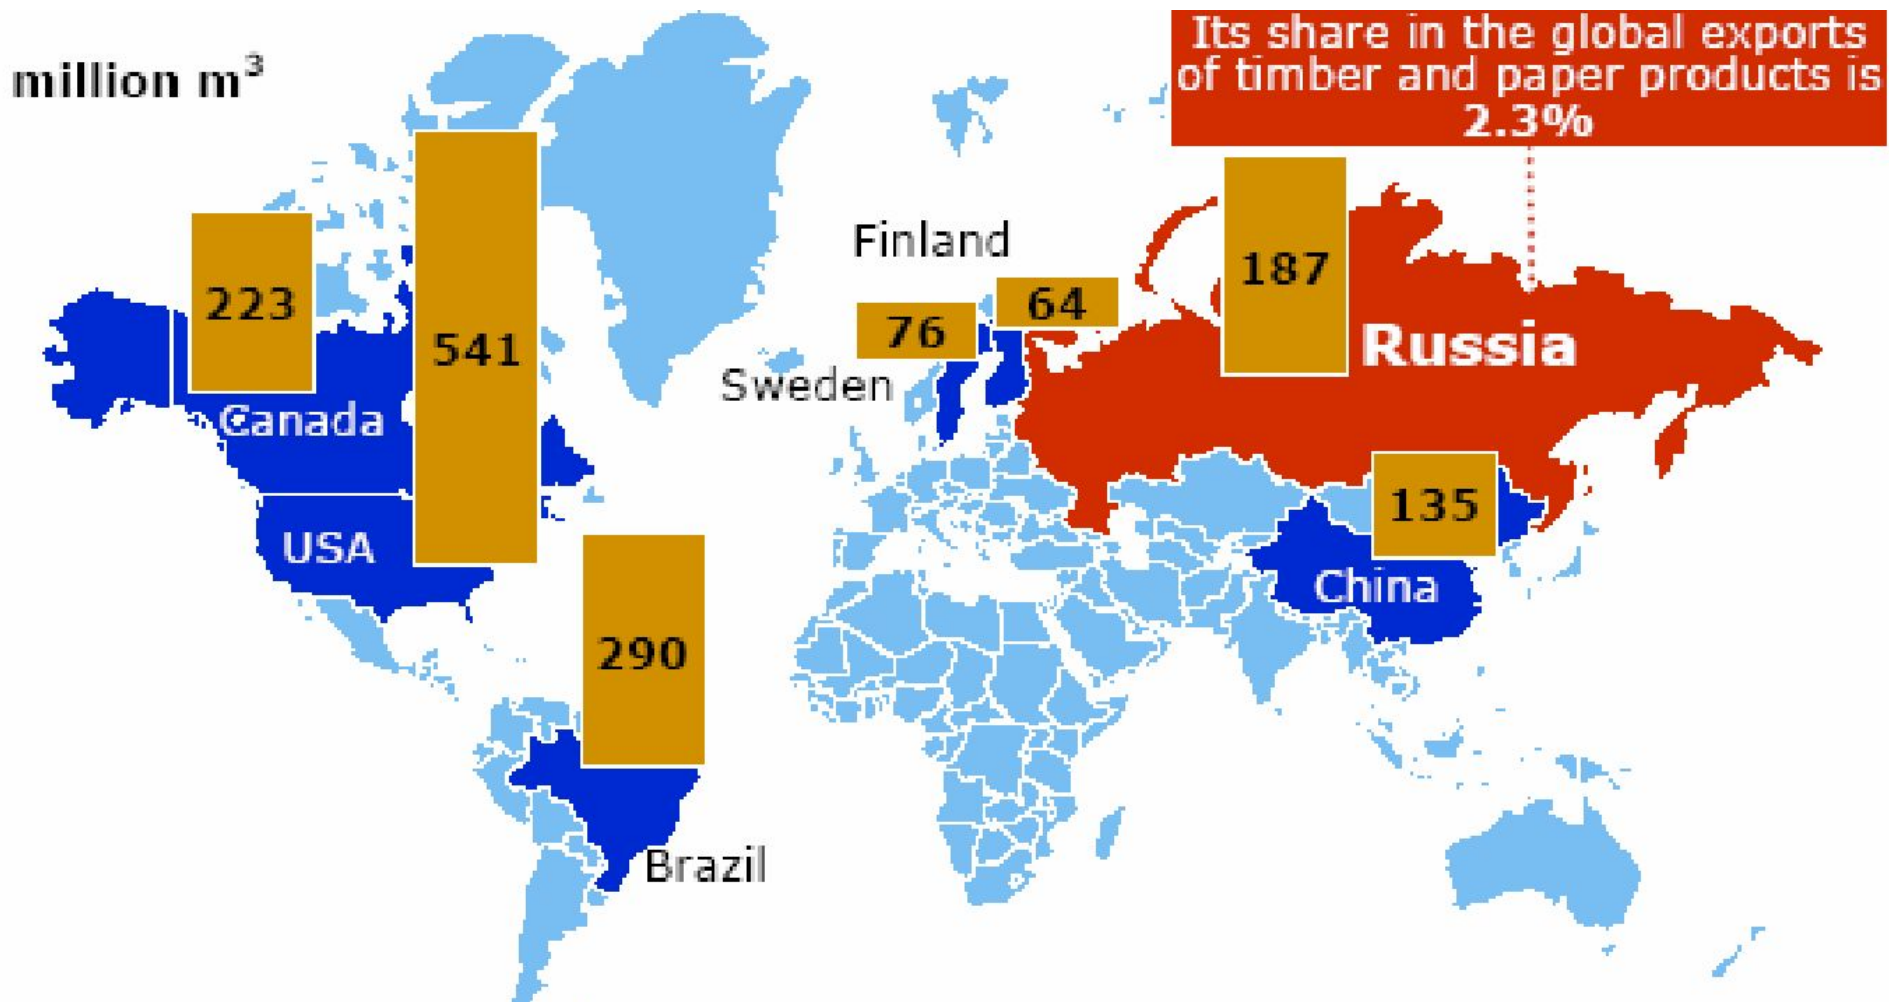 Its share in the global exports
of timber and paper products is
2.3%
million m³
Finland
187
64
223
76
Russia
541
Sweden
Canada
135
USA
China
290
Brazil